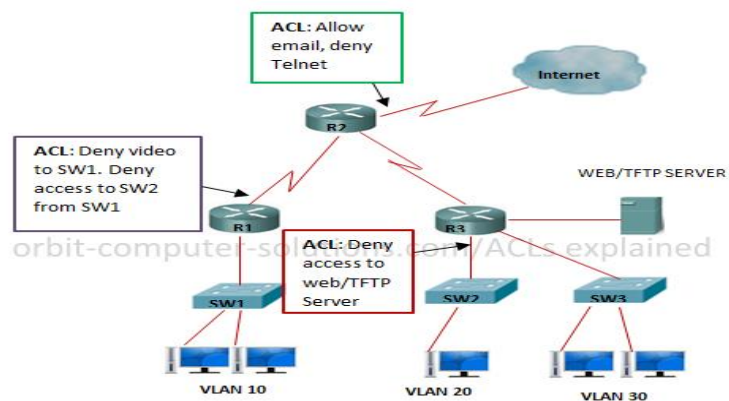 ACL: Allow
email, deny
Telnet
Internet
R2
ACL: Deny video
to SW1. Deny
access to SW2
from SW1
WEB/TFTP SERVER
R1
R3
orbit-computer-solutions.com/ACLs explained
ACL: Deny
access to
web/TFTP
Server
SW1
SW2
SW3
VLAN 10
VLAN 20
VLAN 30